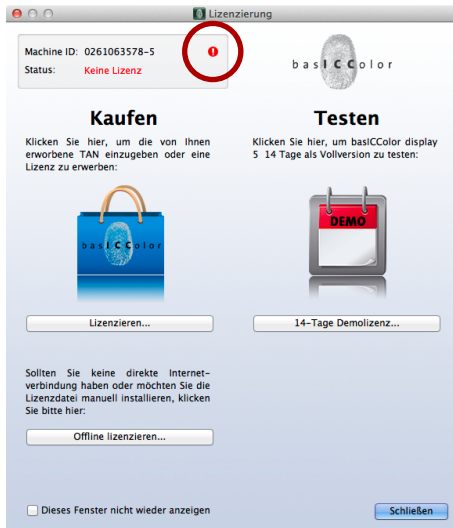 Lizenzierung
Machine ID: 0261063578-5
Status: Keine Lizenz
basICColor
Kaufen
Klicken Sie hier, um die von Ihnen
erworbene TAN einzugeben oder eine
Lizenz zu erwerben:
basICColor
Lizenzieren...
Sollten Sie keine direkte Internet-
verbindung haben oder möchten Sie die
Lizenzdatei manuell installieren, klicken
Sie bitte hier:
Offline lizenzieren...
Testen
Klicken Sie hier, um basICColor display
5 14 Tage als Vollversion zu testen:
DEMO
14-Tage Demolizenz...
Dieses Fenster nicht wieder anzeigen
Schließen